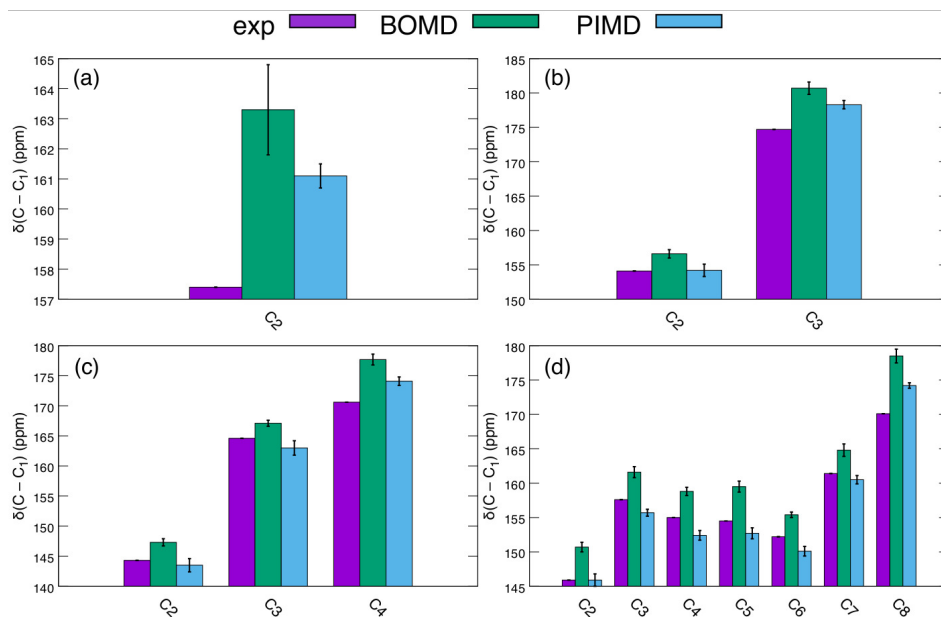 exp BOMD PIMD
(a)
δ(C – C₁) (ppm)
165
164
163
162
161
160
159
158
157
C2
(b)
δ(C – C₁) (ppm)
185
180
175
170
165
160
155
150
C2 C3
(c)
δ(C – C₁) (ppm)
180
175
170
165
160
155
150
145
140
C2 C3 C4
(d)
δ(C – C₁) (ppm)
180
175
170
165
160
155
150
145
C2 C3 C4 C5 C6 C7 C8